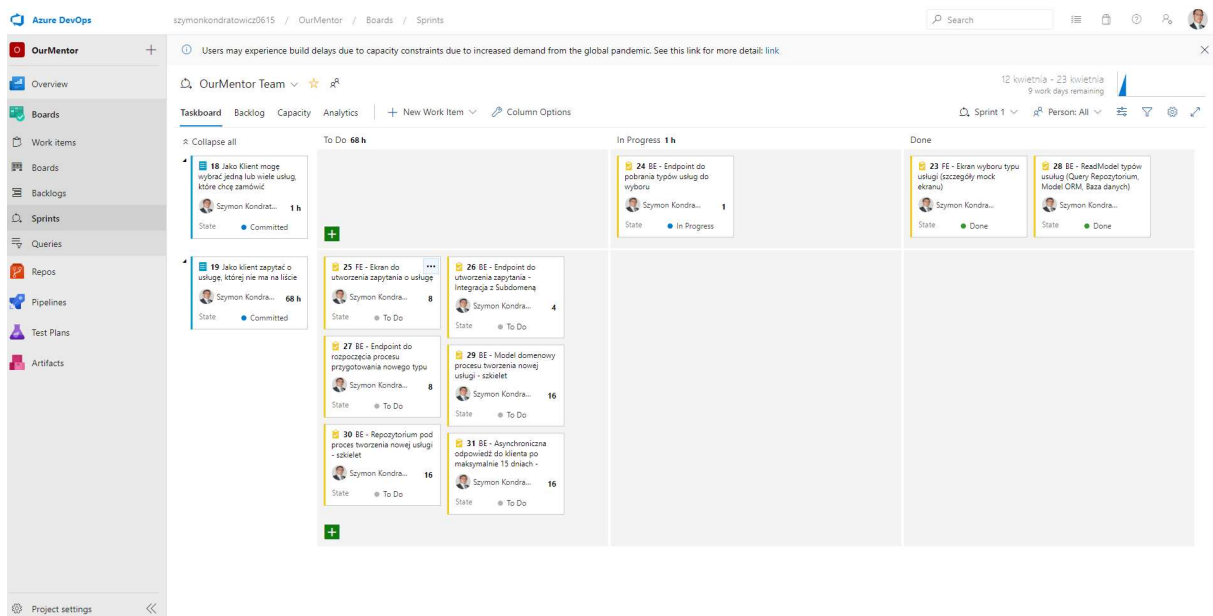 Azure DevOps
szymonkondratowicz0615 / OurMentor / Boards / Sprints
Search
O OurMentor
Users may experience build delays due to capacity constraints due to increased demand from the global pandemic. See this link for more detail: link
Overview
Boards
Work items
Boards
Backlogs
Sprints
Queries
Repos
Pipelines
Test Plans
Artifacts
Project settings
OurMentor Team
12 kwietnia - 23 kwietnia
9 work days remaining
Taskboard Backlog Capacity Analytics + New Work Item Column Options
Sprint 1 Person: All
Collapse all
To Do 68 h
In Progress 1 h
Done
18 Jako Klient mogę
wybrać jedną lub wiele usług,
które chcę zamówić
Szymon Kondrat... 1 h
State Committed
24 BE - Endpoint do
pobrania typów usług do
wyboru
Szymon Kondra... 1
State In Progress
23 FE - Ekran wyboru typu
usługi (szczegóły mock
ekranu)
Szymon Kondra...
State Done
28 BE - ReadModel typów
usuług (Query Repozytorium,
Model ORM, Baza danych)
Szymon Kondra...
State Done
19 Jako klient zapytać o
usługę, której nie ma na liście
Szymon Kondra... 68 h
State Committed
25 FE - Ekran do
utworzenia zapytania o usługę
Szymon Kondra... 8
State To Do
26 BE - Endpoint do
utworzenia zapytania -
Integracja z Subdomeną
Szymon Kondra... 4
State To Do
27 BE - Endpoint do
rozpoczęcia procesu
przygotowania nowego typu
Szymon Kondra... 8
State To Do
29 BE - Model domenowy
procesu tworzenia nowej
usługi - szkielet
Szymon Kondra... 16
State To Do
30 BE - Repozytorium pod
proces tworzenia nowej usługi
- szkielet
Szymon Kondra... 16
State To Do
31 BE - Asynchroniczna
odpowiedź do klienta po
maksymalnie 15 dniach -
Szymon Kondra... 16
State To Do